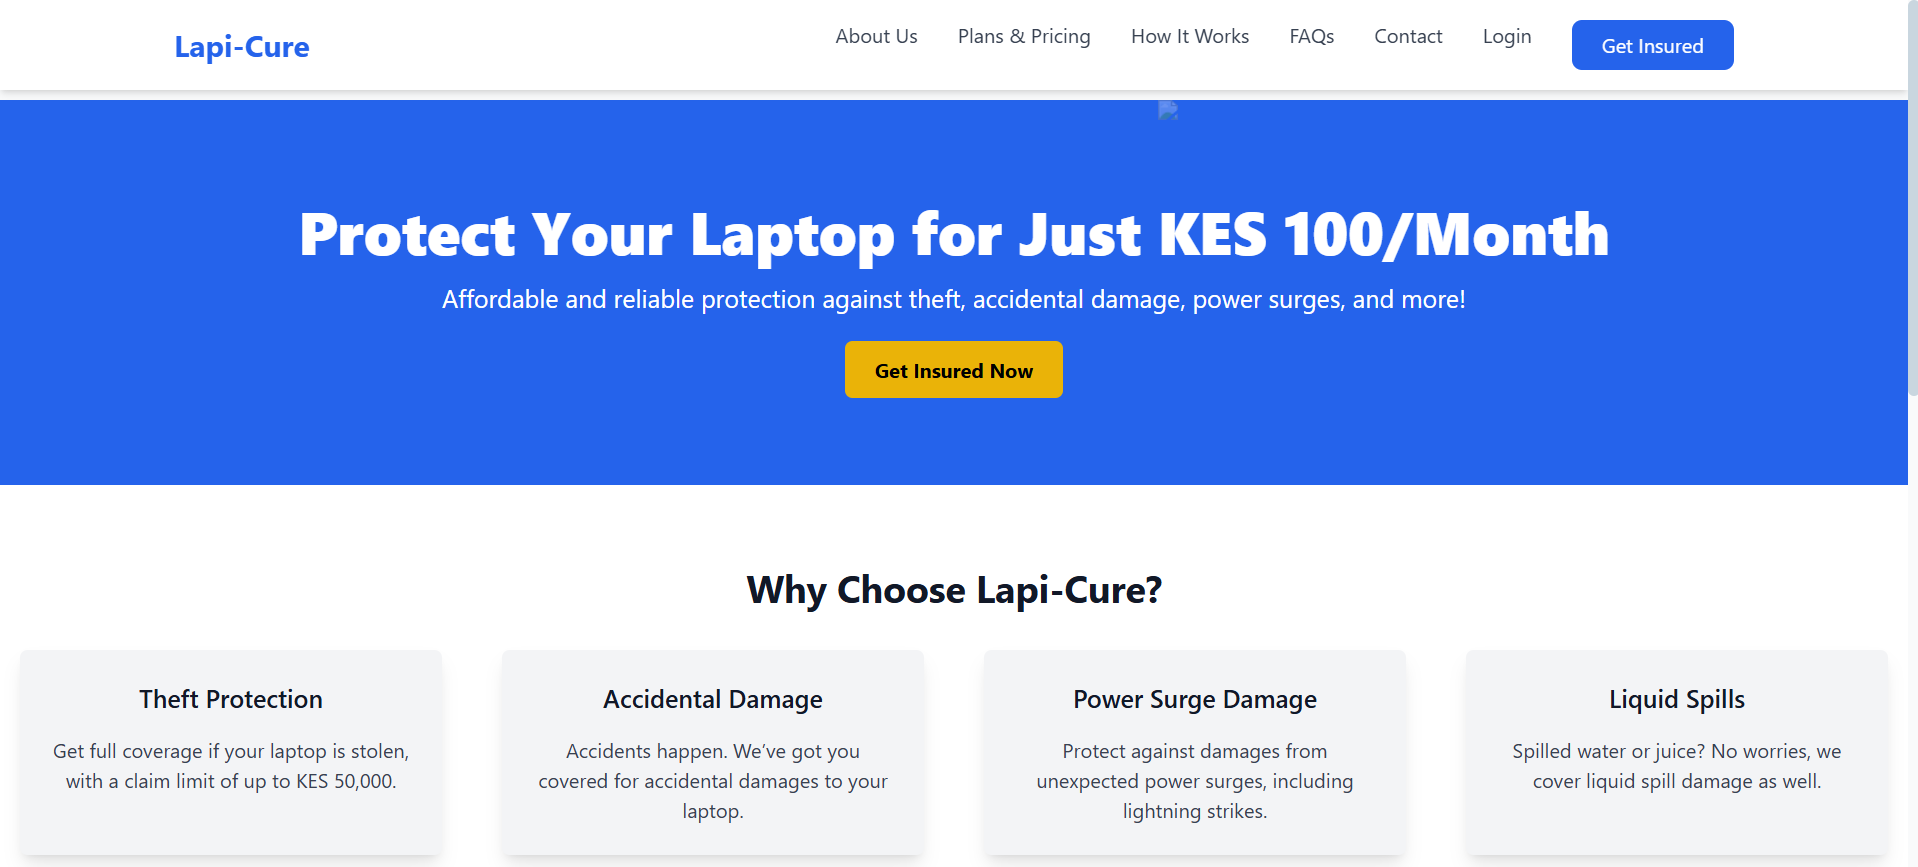 Lapi-Cure
About Us
Plans & Pricing
How It Works
FAQs
Contact
Login
Get Insured
Protect Your Laptop for Just KES 100/Month
Affordable and reliable protection against theft, accidental damage, power surges, and more!
Get Insured Now
Why Choose Lapi-Cure?
Theft Protection
Get full coverage if your laptop is stolen,
with a claim limit of up to KES 50,000.
Accidental Damage
Accidents happen. We’ve got you
covered for accidental damages to your
laptop.
Power Surge Damage
Protect against damages from
unexpected power surges, including
lightning strikes.
Liquid Spills
Spilled water or juice? No worries, we
cover liquid spill damage as well.